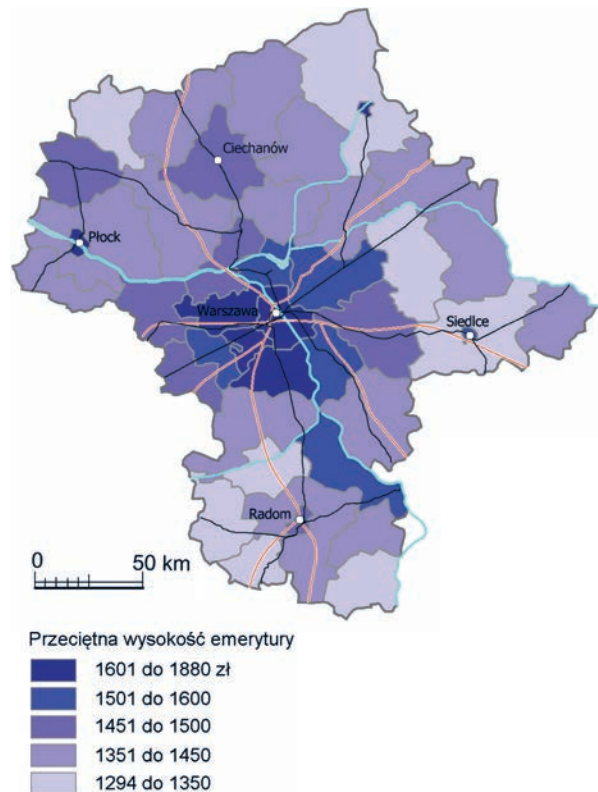 Ciechanów
Płock
Warszawa
Siedlce
Radom
0 50 km
Przeciętna wysokość emerytury
1601 do 1880 zł
1501 do 1600
1451 do 1500
1351 do 1450
1294 do 1350